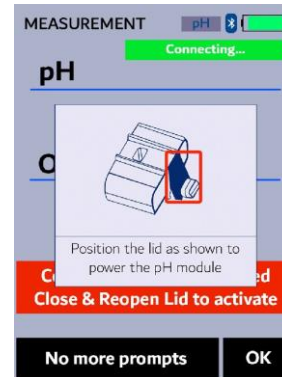 MEASUREMENT pH
Connecting...
pH
O
Position the lid as shown to
power the pH module
C ed
Close & Reopen Lid to activate
No more prompts OK